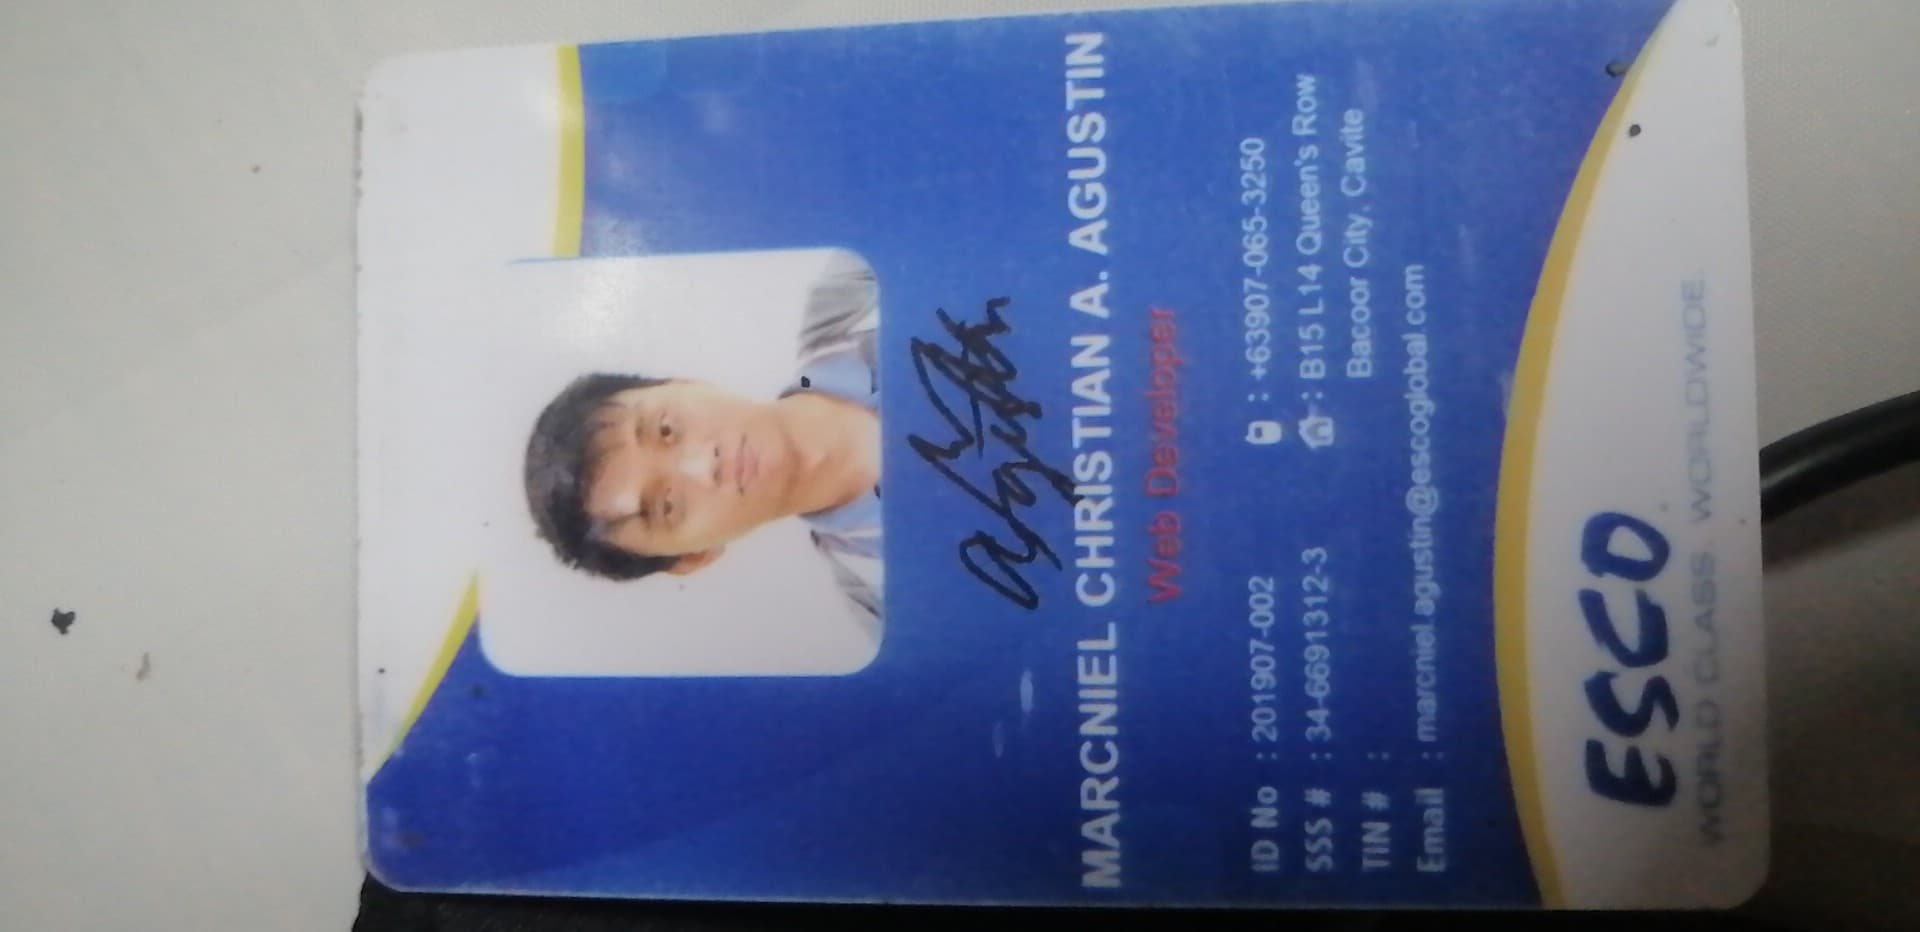 MARCNIEL CHRISTIAN A. AGUSTIN
Web Developer
ID No : 201907-002 : +63907-065-3250
SSS # : 34-6691312-3 : B15 L14 Queen's Row
TIN # : Bacoor City, Cavite
Email : marcniel.agustin@escoglobal.com
ESCO
WORLD CLASS. WORLDWIDE.